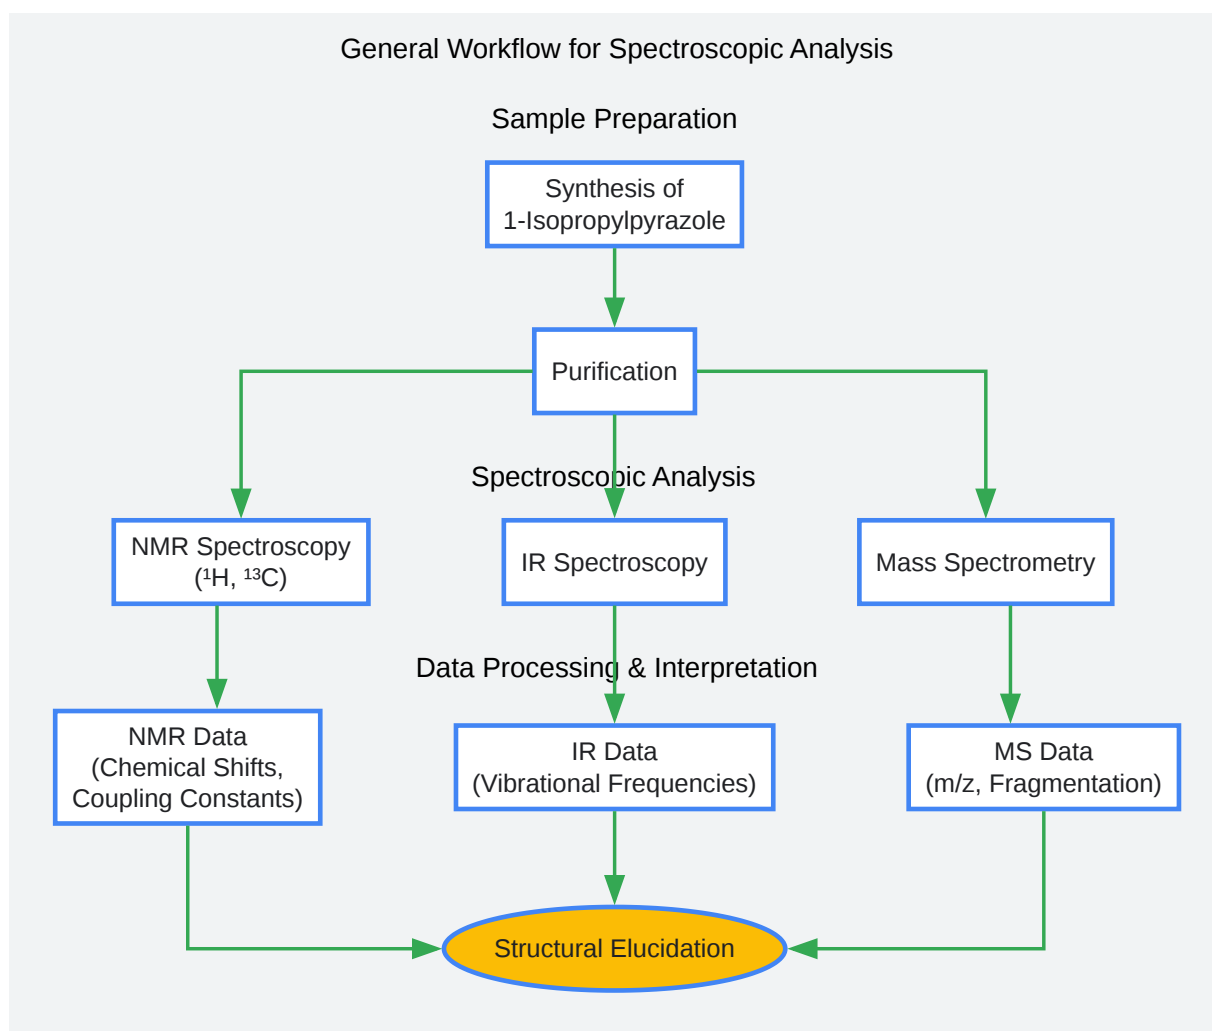 General Workflow for Spectroscopic Analysis
Sample Preparation
Synthesis of
1-Isopropylpyrazole
Purification
Spectroscopic Analysis
NMR Spectroscopy
(¹H, ¹³C)
IR Spectroscopy
Mass Spectrometry
Data Processing & Interpretation
NMR Data
(Chemical Shifts,
Coupling Constants)
IR Data
(Vibrational Frequencies)
MS Data
(m/z, Fragmentation)
Structural Elucidation